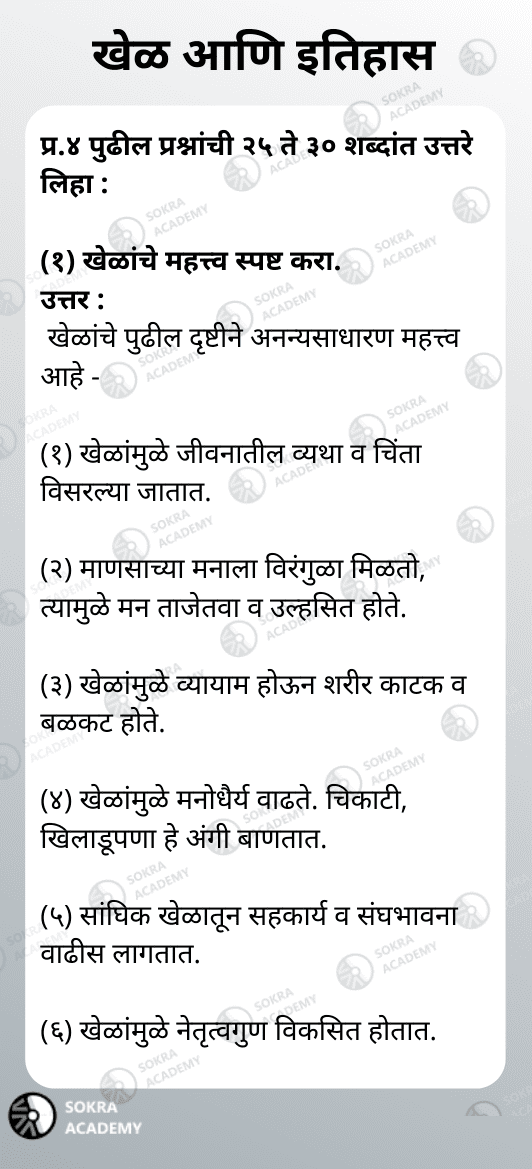 खेळ आणि इतिहास
प्र.४ पुढील प्रश्नांची २५ ते ३० शब्दांत उत्तरे
लिहा :
(१) खेळांचे महत्त्व स्पष्ट करा.
उत्तर :
खेळांचे पुढील दृष्टीने अनन्यसाधारण महत्त्व
आहे -
(१) खेळांमुळे जीवनातील व्यथा व चिंता
विसरल्या जातात.
(२) माणसाच्या मनाला विरंगुळा मिळतो,
त्यामुळे मन ताजेतवा व उल्हसित होते.
(३) खेळांमुळे व्यायाम होऊन शरीर काटक व
बळकट होते.
(४) खेळांमुळे मनोधैर्य वाढते. चिकाटी,
खिलाडूपणा हे अंगी बाणतात.
(५) सांघिक खेळातून सहकार्य व संघभावना
वाढीस लागतात.
(६) खेळांमुळे नेतृत्वगुण विकसित होतात.
SOKRA
ACADEMY